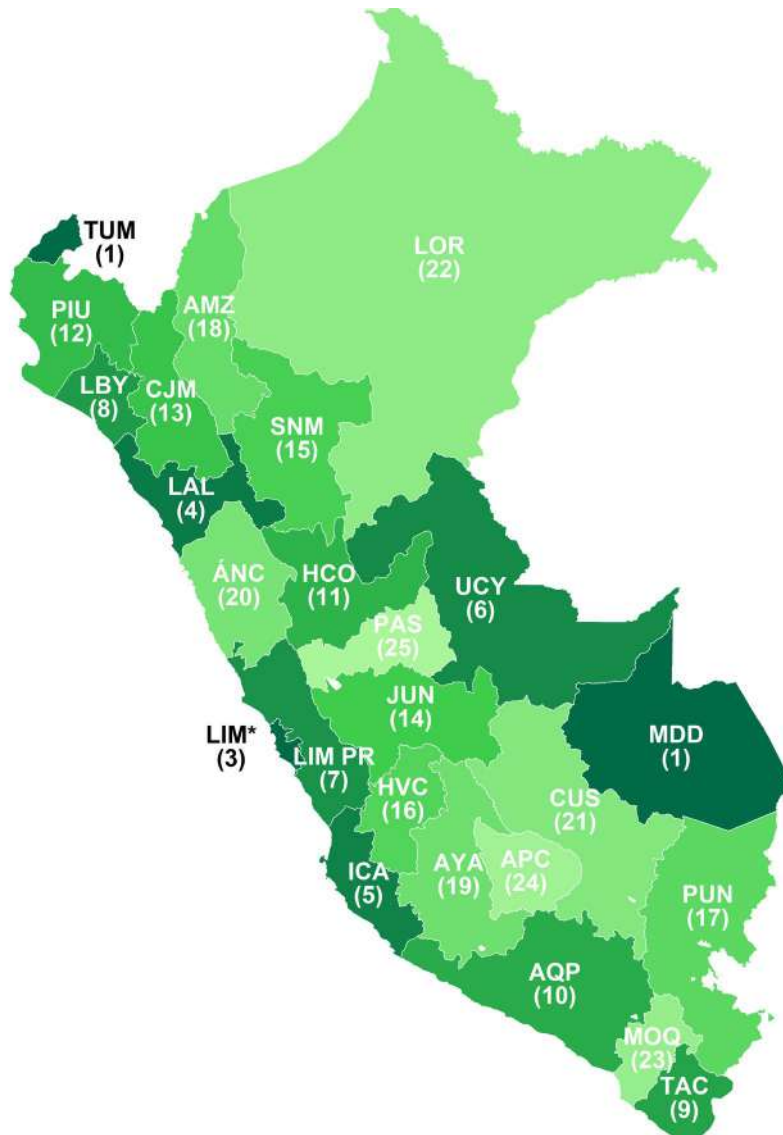 TUM
(1)
LOR
(22)
PIU
(12)
AMZ
(18)
LBY
(8)
CJM
(13)
SNM
(15)
LAL
(4)
ÁNC
(20)
HCO
(11)
UCY
(6)
PAS
(25)
JUN
(14)
LIM*
(3)
LIM PR
(7)
MDD
(1)
HVC
(16)
CUS
(21)
ICA
(5)
AYA
(19)
APC
(24)
PUN
(17)
AQP
(10)
MOQ
(23)
TAC
(9)